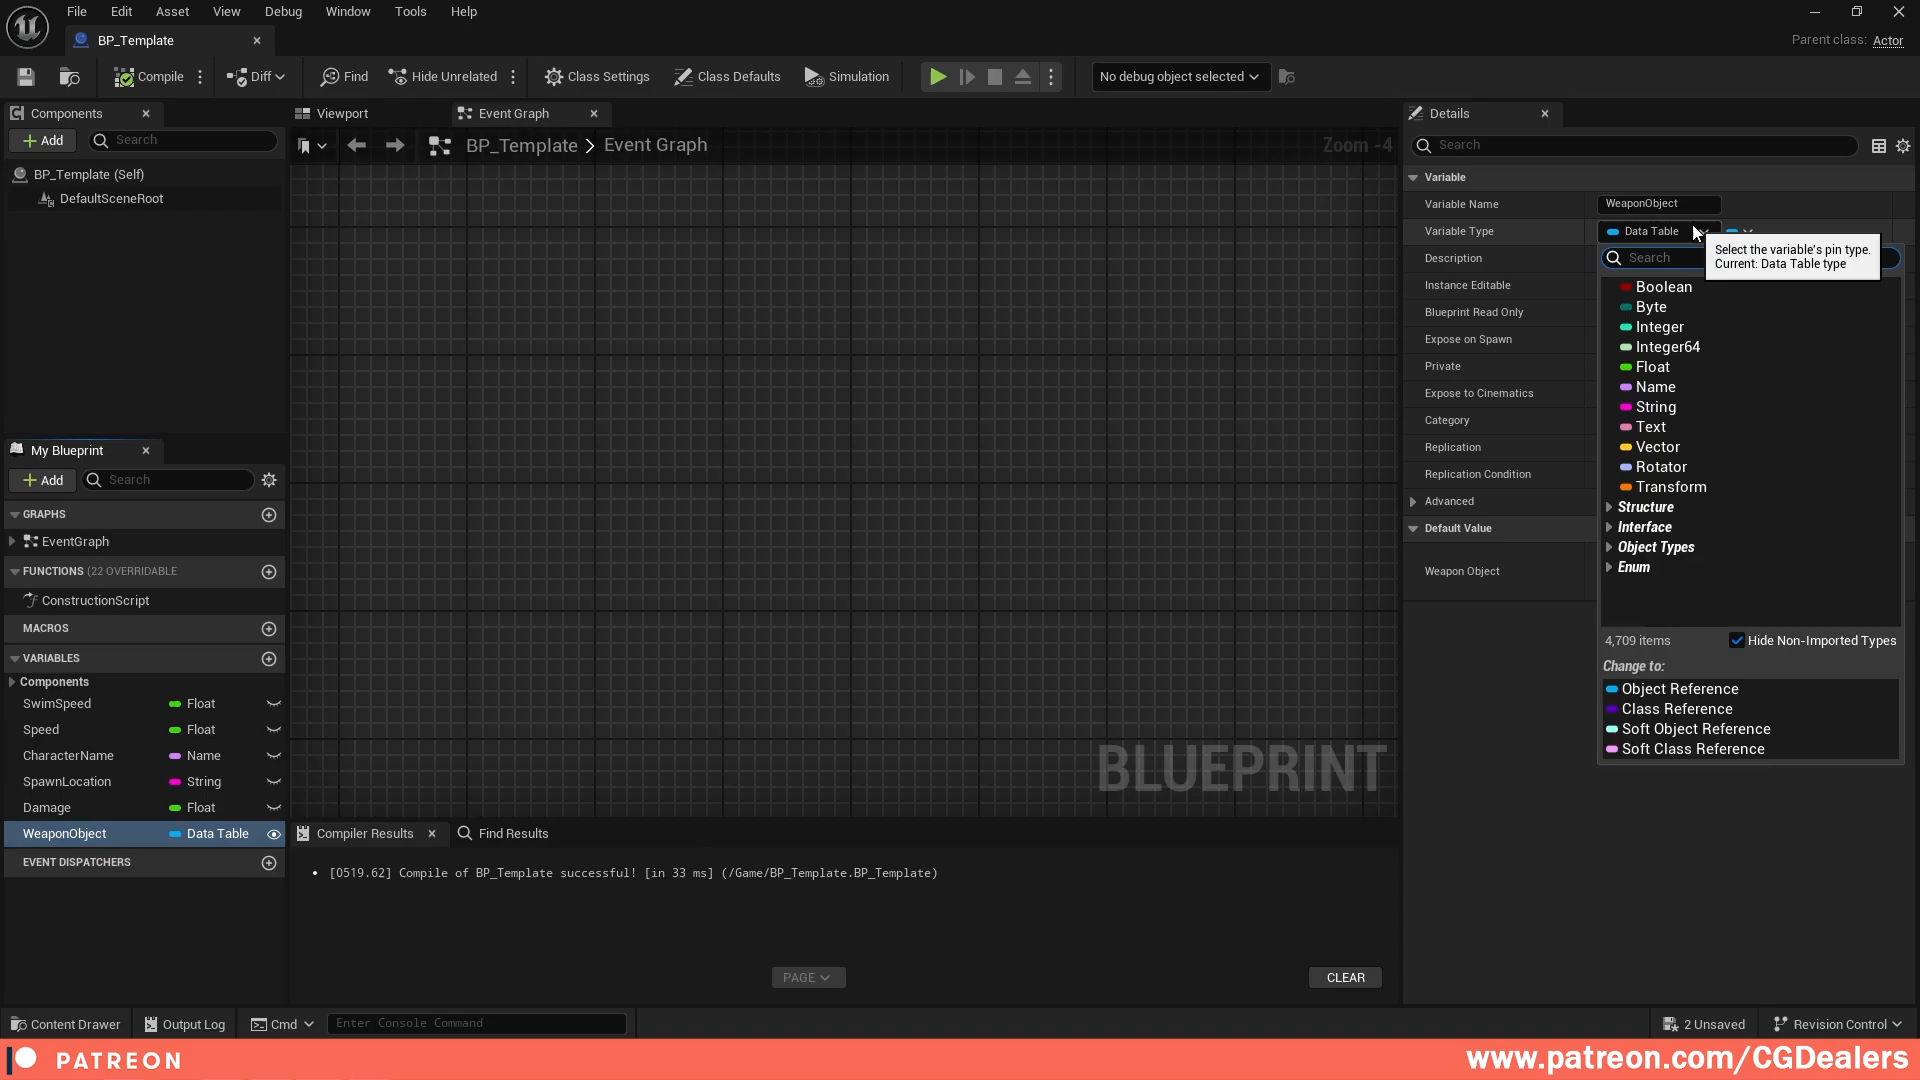 File Edit Asset View Debug Window Tools Help
BP_Template
Parent class: Actor
Compile Diff Find Hide Unrelated Class Settings Class Defaults Simulation No debug object selected
Components
Add Search
BP_Template (Self)
DefaultSceneRoot
Viewport Event Graph
BP_Template > Event Graph
Zoom -4
BLUEPRINT
My Blueprint
Add Search
GRAPHS
EventGraph
FUNCTIONS (22 OVERRIDABLE
ConstructionScript
MACROS
VARIABLES
Components
SwimSpeed Float
Speed Float
CharacterName Name
SpawnLocation String
Damage Float
WeaponObject Data Table
EVENT DISPATCHERS
Compiler Results Find Results
• [0519.62] Compile of BP_Template successful! [in 33 ms] (/Game/BP_Template.BP_Template)
PAGE CLEAR
Details
Search
Variable
Variable Name WeaponObject
Variable Type Data Table
Description
Instance Editable
Blueprint Read Only
Expose on Spawn
Private
Expose to Cinematics
Category
Replication
Replication Condition
Advanced
Default Value
Weapon Object
Select the variable's pin type.
Current: Data Table type
Search
Boolean
Byte
Integer
Integer64
Float
Name
String
Text
Vector
Rotator
Transform
Structure
Interface
Object Types
Enum
4,709 items Hide Non-Imported Types
Change to:
Object Reference
Class Reference
Soft Object Reference
Soft Class Reference
Content Drawer Output Log Cmd Enter Console Command 2 Unsaved Revision Control
PATREON www.patreon.com/CGDealers